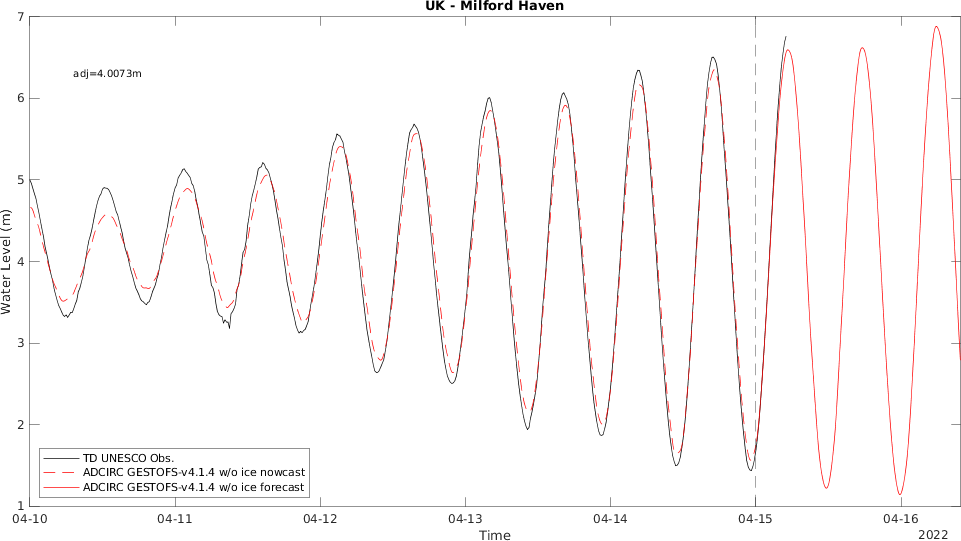 UK - Milford Haven
7
adj=4.0073m
6
5
4
3
2
1
Water Level (m)
TD UNESCO Obs.
ADCIRC GESTOFS-v4.1.4 w/o ice nowcast
ADCIRC GESTOFS-v4.1.4 w/o ice forecast
04-10 04-11 04-12 04-13 04-14 04-15 04-16
Time
2022